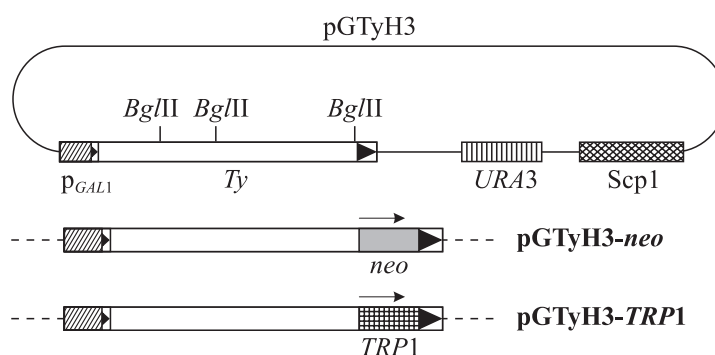 pGTyH3
BglII BglII BglII
pGAL1 Ty URA3 Scp1
pGTyH3-neo
neo
pGTyH3-TRP1
TRP1